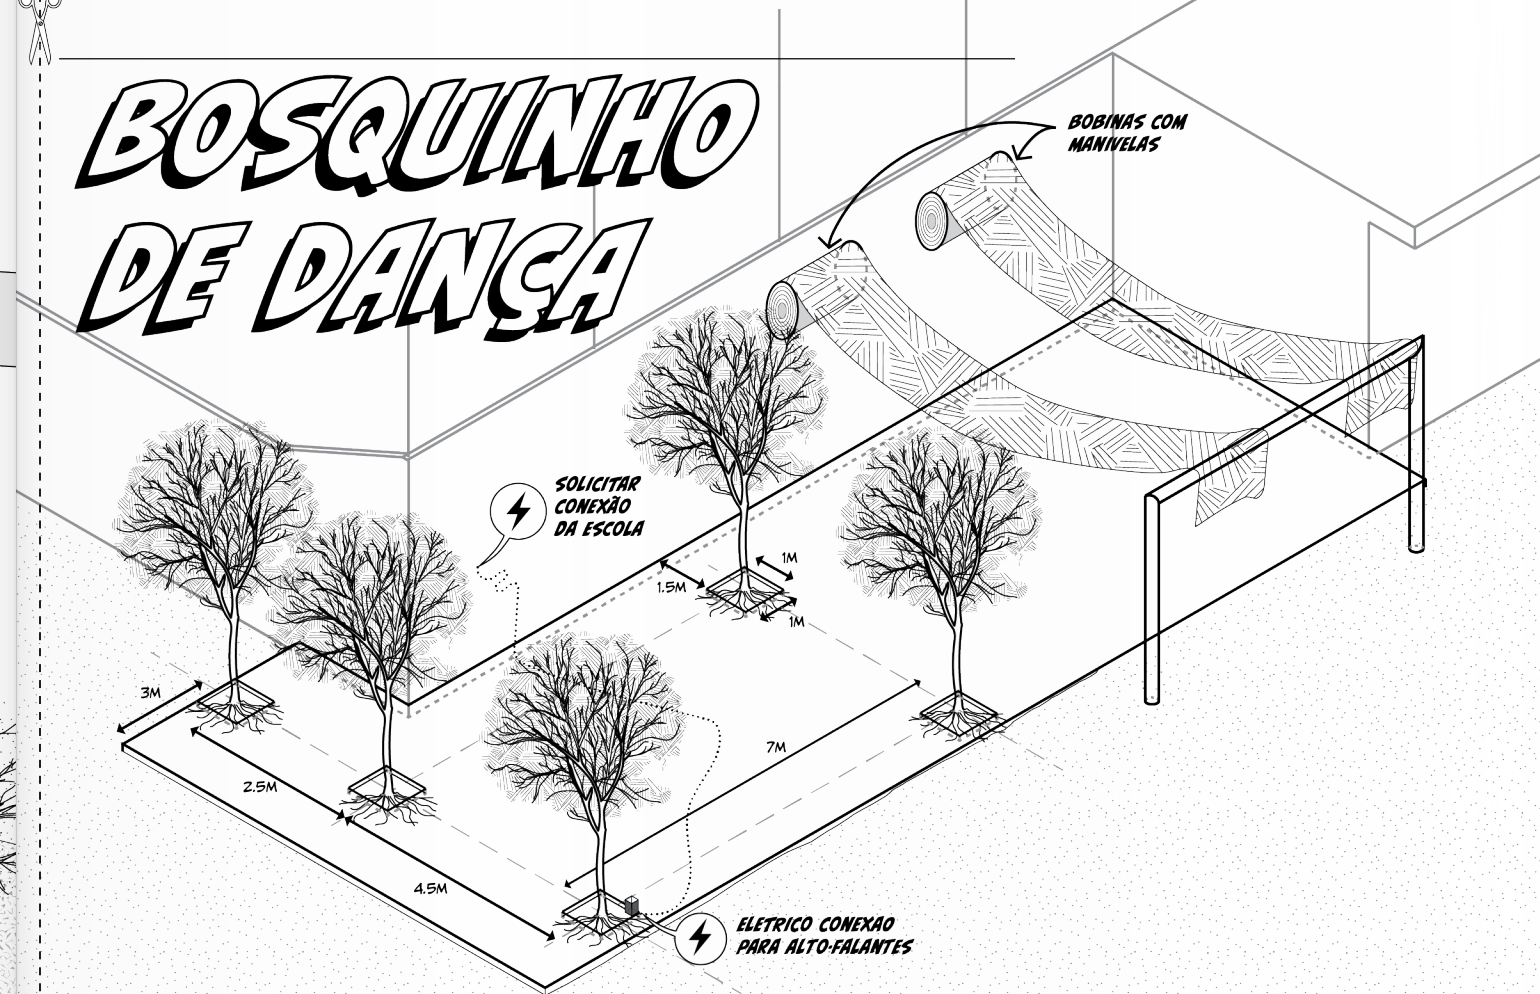 BOSQUINHO
DE DANÇA
BOBINAS COM
MANIVELAS
SOLICITAR
CONEXÃO
DA ESCOLA
1M
1.5M
1M
3M
7M
2.5M
4.5M
ELETRICO CONEXAO
PARA ALTO-FALANTES